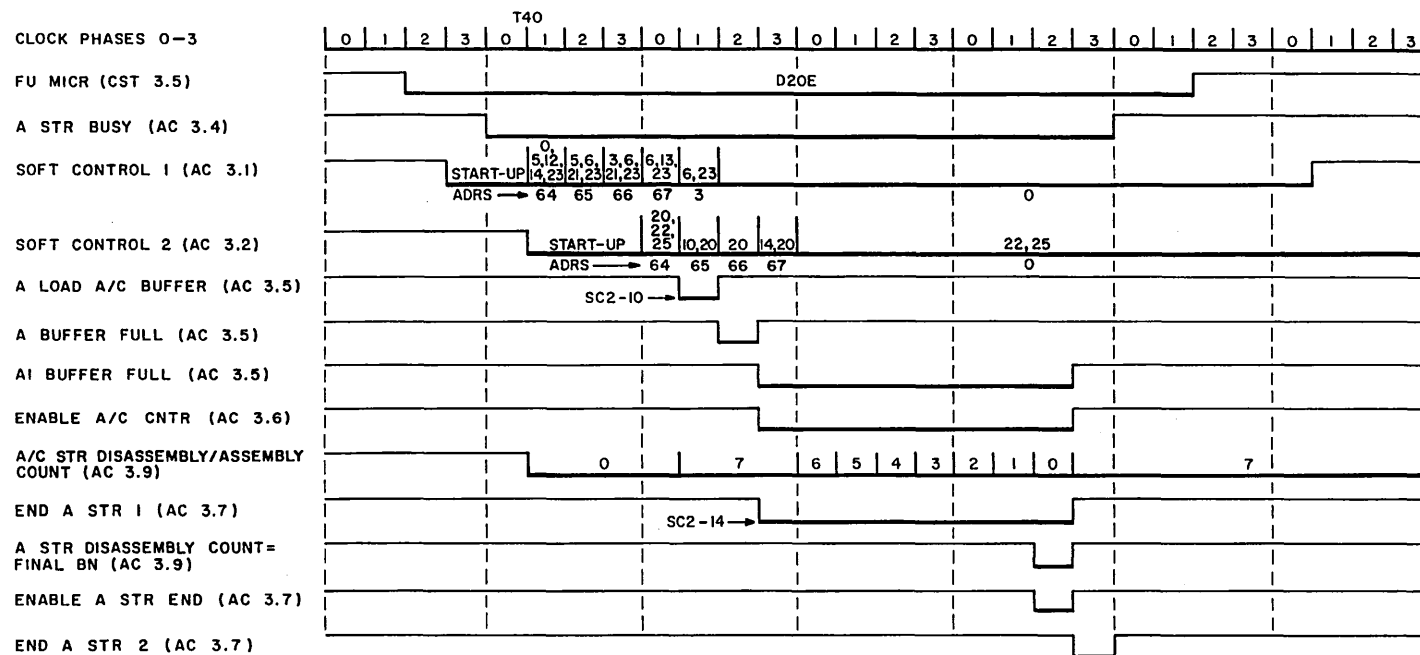 T40
CLOCK PHASES 0-3 0 1 2 3 0 1 2 3 0 1 2 3 0 1 2 3 0 1 2 3 0 1 2 3 0 1 2 3
FU MICR (CST 3.5) D20E
A STR BUSY (AC 3.4)
0,
5,12, 5,6, 3,6, 6,13,
SOFT CONTROL 1 (AC 3.1) START-UP 14,23 21,23 21,23 23 6,23
ADRS → 64 65 66 67 3 0
20,
22,
SOFT CONTROL 2 (AC 3.2) START-UP 25 10,20 20 14,20 22,25
ADRS → 64 65 66 67 0
A LOAD A/C BUFFER (AC 3.5) SC2-10 →
A BUFFER FULL (AC 3.5)
A1 BUFFER FULL (AC 3.5)
ENABLE A/C CNTR (AC 3.6)
A/C STR DISASSEMBLY/ASSEMBLY
COUNT (AC 3.9) 0 7 6 5 4 3 2 1 0 7
END A STR 1 (AC 3.7) SC2-14 →
A STR DISASSEMBLY COUNT=
FINAL BN (AC 3.9)
ENABLE A STR END (AC 3.7)
END A STR 2 (AC 3.7)